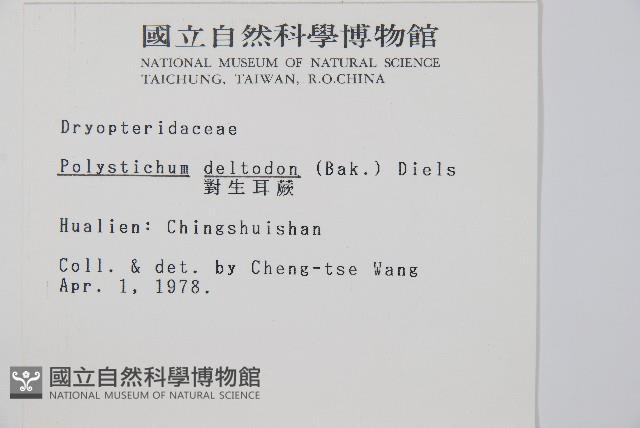 國立自然科學博物館
NATIONAL MUSEUM OF NATURAL SCIENCE
TAICHUNG, TAIWAN, R.O.CHINA
Dryopteridaceae
Polystichum deltodon (Bak.) Diels
對生耳蕨
Hualien: Chingshuishan
Coll. & det. by Cheng-tse Wang
Apr. 1, 1978.
國立自然科學博物館
NATIONAL MUSEUM OF NATURAL SCIENCE